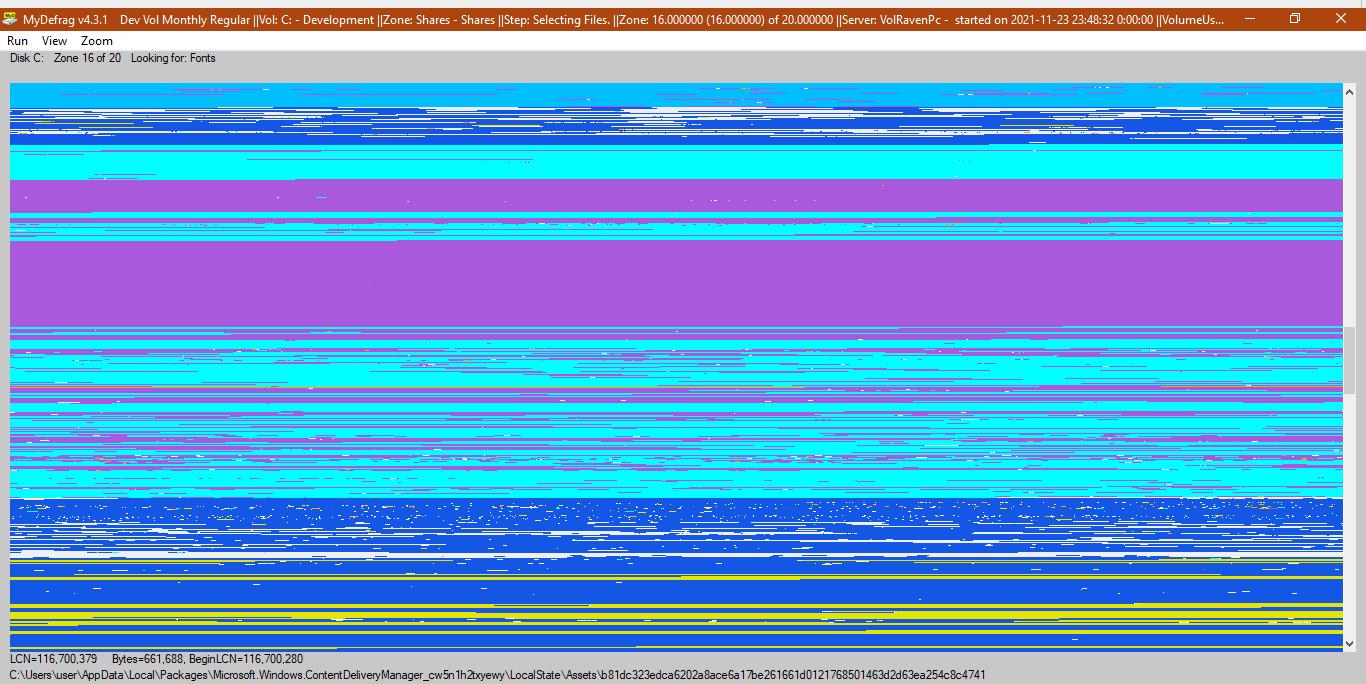 MyDefrag v4.3.1 Dev Vol Monthly Regular ||Vol: C: - Development ||Zone: Shares - Shares ||Step: Selecting Files. ||Zone: 16.000000 (16.000000) of 20.000000 ||Server: VolRavenPc - started on 2021-11-23 23:48:32 0:00:00 ||VolumeUs...
Run View Zoom
Disk C: Zone 16 of 20 Looking for: Fonts
LCN=116,700,379 Bytes=661,688, BeginLCN=116,700,280
C:\Users\user\AppData\Local\Packages\Microsoft.Windows.ContentDeliveryManager_cw5n1h2txyewy\LocalState\Assets\b81dc323edca6202a8ace6a17be261661d0121768501463d2d63ea254c8c4741